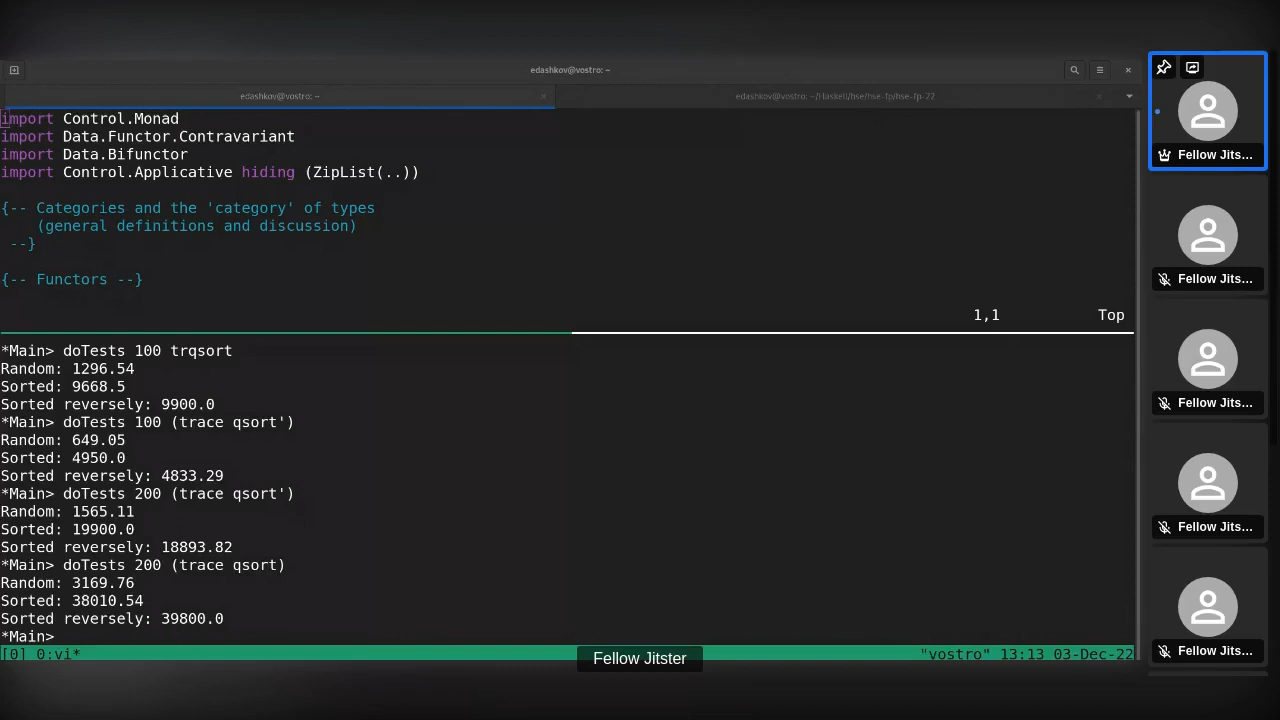 edashkov@vostro: ~
edashkov@vostro: ~
edashkov@vostro: ~/Haskell/hse/hse-fp/hse-fp-22
import Control.Monad
import Data.Functor.Contravariant
import Data.Bifunctor
import Control.Applicative hiding (ZipList(..))
{-- Categories and the 'category' of types
(general definitions and discussion)
--}
{-- Functors --}
1,1 Top
*Main> doTests 100 trqsort
Random: 1296.54
Sorted: 9668.5
Sorted reversely: 9900.0
*Main> doTests 100 (trace qsort')
Random: 649.05
Sorted: 4950.0
Sorted reversely: 4833.29
*Main> doTests 200 (trace qsort')
Random: 1565.11
Sorted: 19900.0
Sorted reversely: 18893.82
*Main> doTests 200 (trace qsort)
Random: 3169.76
Sorted: 38010.54
Sorted reversely: 39800.0
*Main>
[0] 0:vi* "vostro" 13:13 03-Dec-22
Fellow Jitster
Fellow Jits...
Fellow Jits...
Fellow Jits...
Fellow Jits...
Fellow Jits...